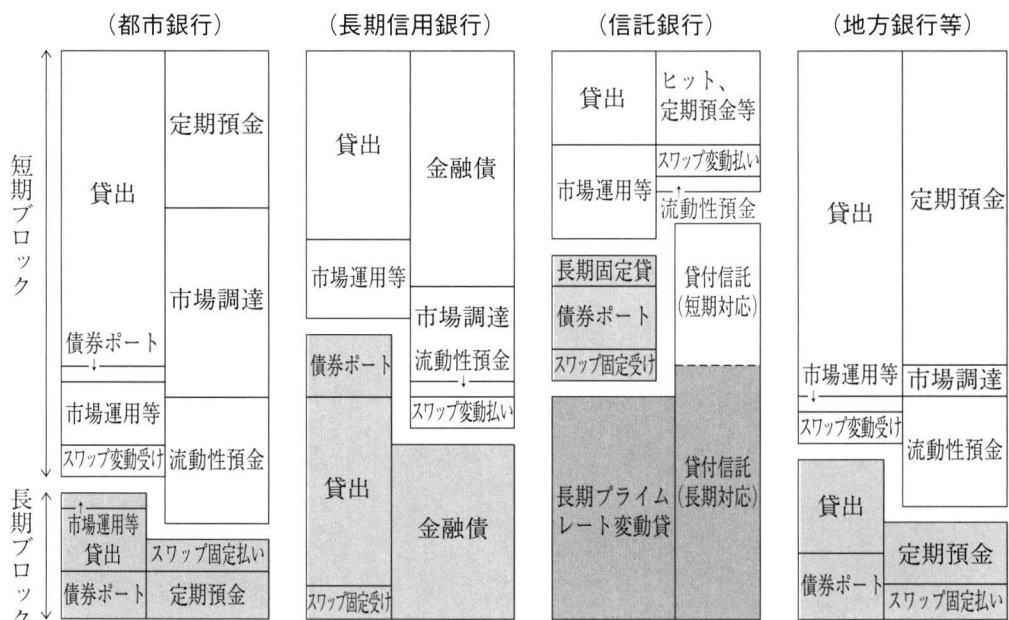 (都市銀行)
(長期信用銀行)
(信託銀行)
(地方銀行等)
短期ブロック
長期ブロック
貸出
定期預金
市場調達
債券ポート
↓
市場運用等
スワップ変動受け
流動性預金
↑
市場運用等
貸出
スワップ固定払い
債券ポート
定期預金
貸出
金融債
市場運用等
市場調達
流動性預金
↓
スワップ変動払い
債券ポート
貸出
金融債
スワップ固定受け
貸出
ヒット、
定期預金等
スワップ変動払い
市場運用等
↑
流動性預金
長期固定貸
貸付信託
(短期対応)
債券ポート
スワップ固定受け
長期プライム
レート変動貸
貸付信託
(長期対応)
貸出
定期預金
市場運用等
↓
市場調達
スワップ変動受け
流動性預金
貸出
定期預金
債券ポート
スワップ固定払い